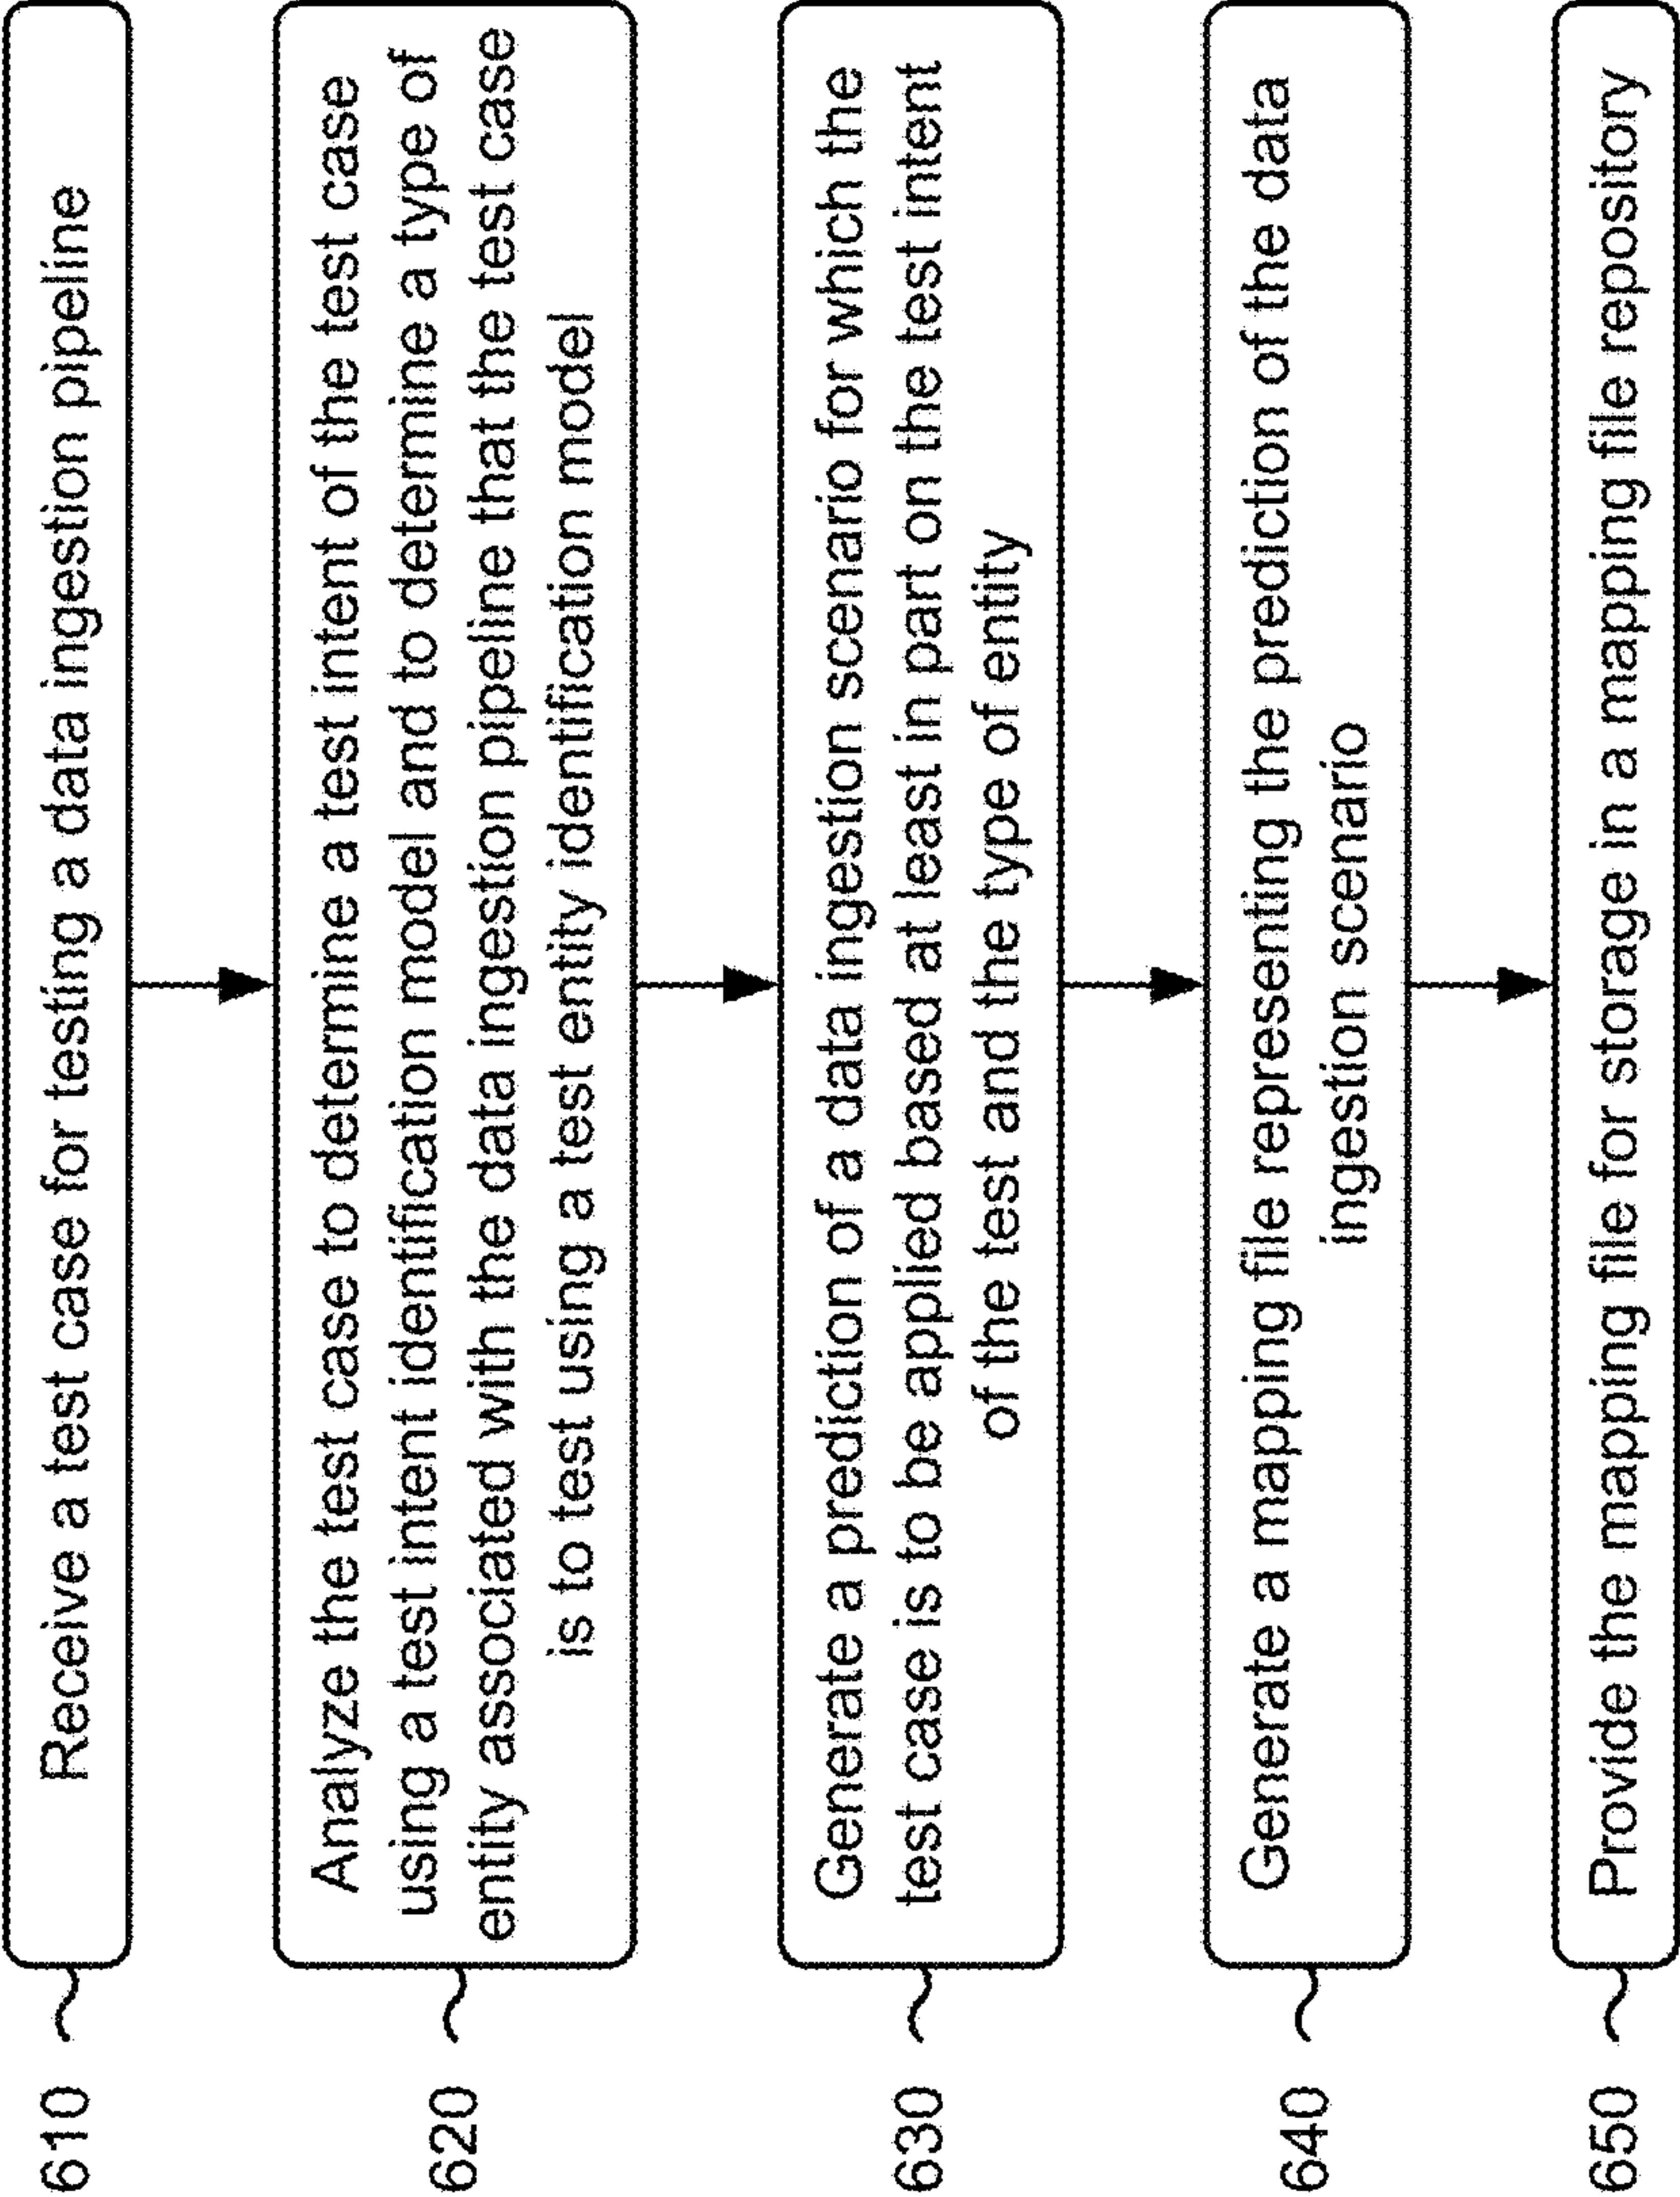 610
Receive a test case for testing a data ingestion pipeline
620
Analyze the test case to determine a test intent of the test case
using a test intent identification model and to determine a type of
entity associated with the data ingestion pipeline that the test case
is to test using a test entity identification model
630
Generate a prediction of a data ingestion scenario for which the
test case is to be applied based at least in part on the test intent
of the test and the type of entity
640
Generate a mapping file representing the prediction of the data
ingestion scenario
650
Provide the mapping file for storage in a mapping file repository